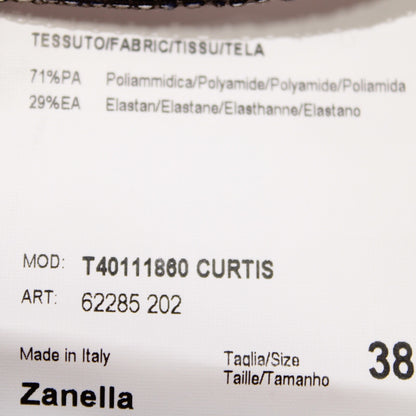 TESSUTO/FABRIC/TISSU/TELA
71%PA Poliammidica/Polyamide/Polyamide/Poliamida
29%EA Elastan/Elastane/Elasthanne/Elastano
MOD: T40111860 CURTIS
ART: 62285 202
Made in Italy Taglia/Size 38
Taille/Tamanho
Zanella